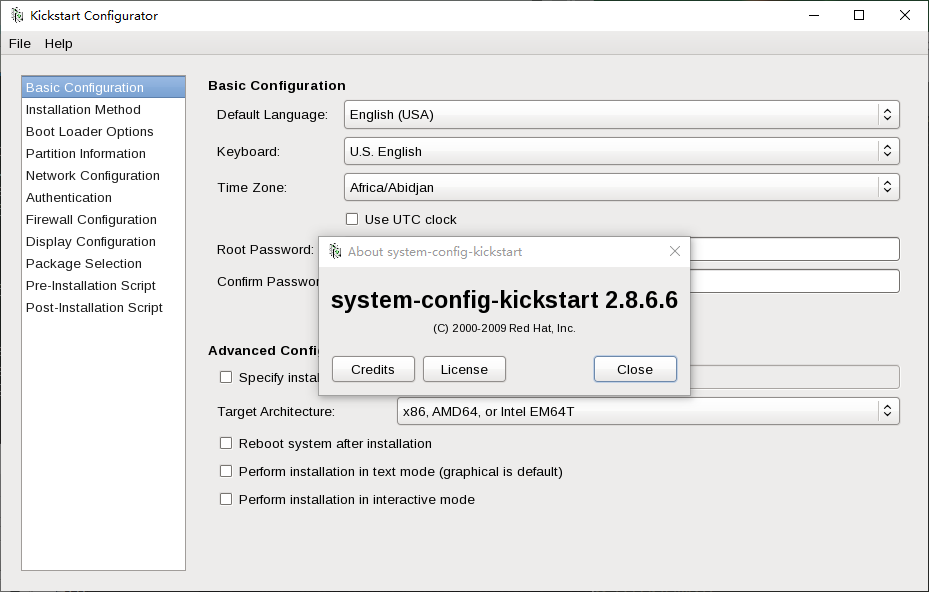 Kickstart Configurator
File Help
Basic Configuration
Installation Method
Boot Loader Options
Partition Information
Network Configuration
Authentication
Firewall Configuration
Display Configuration
Package Selection
Pre-Installation Script
Post-Installation Script
Basic Configuration
Default Language: English (USA)
Keyboard: U.S. English
Time Zone: Africa/Abidjan
Use UTC clock
Root Password:
Confirm Passwor
About system-config-kickstart
system-config-kickstart 2.8.6.6
(C) 2000-2009 Red Hat, Inc.
Credits License Close
Advanced Confi
Specify instal
Target Architecture: x86, AMD64, or Intel EM64T
Reboot system after installation
Perform installation in text mode (graphical is default)
Perform installation in interactive mode